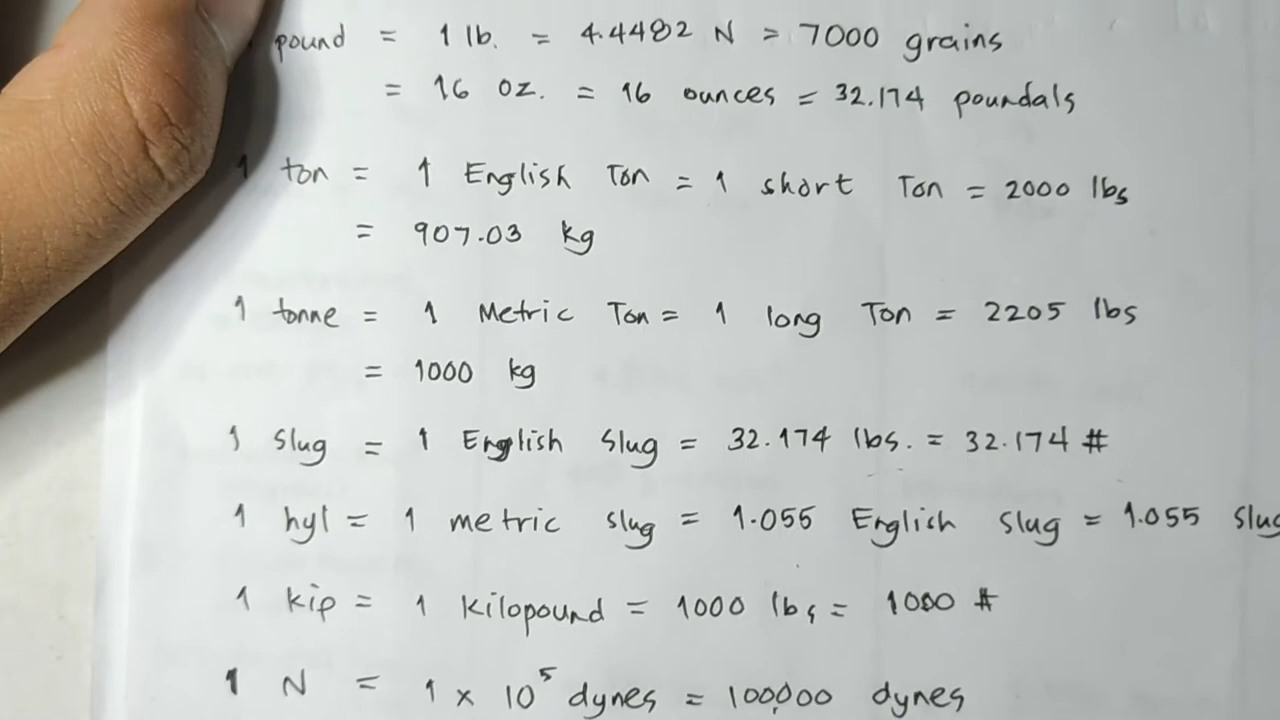 pound = 1 lb. = 4.4482 N = 7000 grains
= 16 oz. = 16 ounces = 32.174 poundals
1 ton = 1 English Ton = 1 short Ton = 2000 lbs
= 907.03 kg
1 tonne = 1 Metric Ton = 1 long Ton = 2205 lbs
= 1000 kg
1 slug = 1 English slug = 32.174 lbs. = 32.174 #
1 hyl = 1 metric slug = 1.055 English slug = 1.055 slug
1 kip = 1 kilopound = 1000 lbs = 1000 #
1 N = 1 x 10⁵ dynes = 100,000 dynes